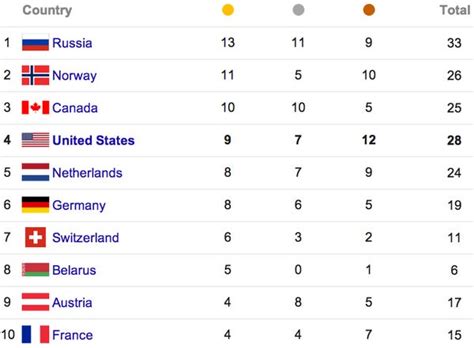 Country Total
1 Russia 13 11 9 33
2 Norway 11 5 10 26
3 Canada 10 10 5 25
4 United States 9 7 12 28
5 Netherlands 8 7 9 24
6 Germany 8 6 5 19
7 Switzerland 6 3 2 11
8 Belarus 5 0 1 6
9 Austria 4 8 5 17
10 France 4 4 7 15